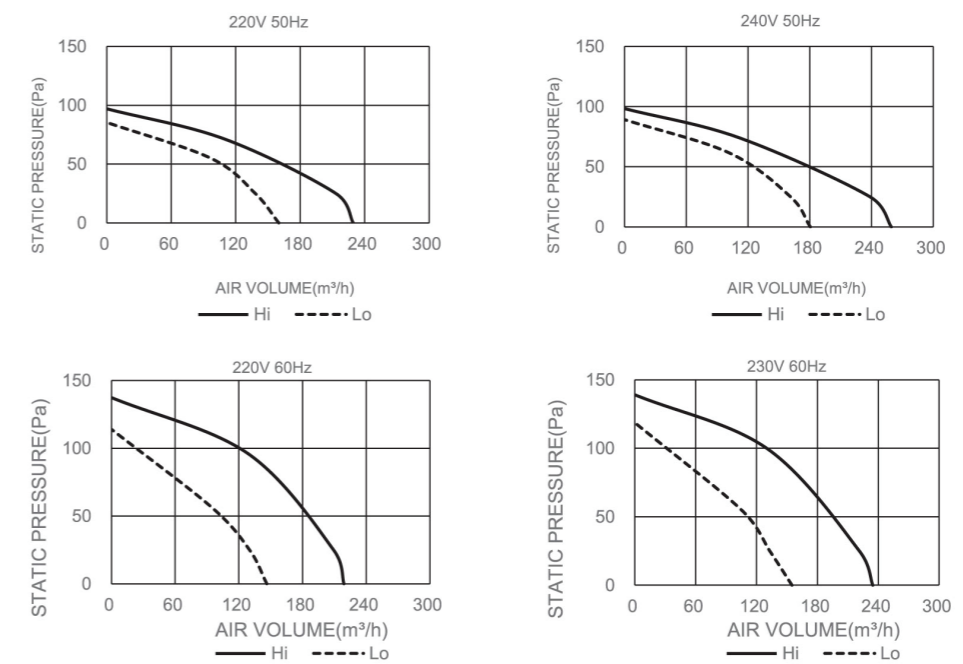 220V 50Hz
STATIC PRESSURE(Pa)
150
100
50
0
0 60 120 180 240 300
AIR VOLUME(m³/h)
Hi Lo
240V 50Hz
STATIC PRESSURE(Pa)
150
100
50
0
0 60 120 180 240 300
AIR VOLUME(m³/h)
Hi Lo
220V 60Hz
STATIC PRESSURE(Pa)
150
100
50
0
0 60 120 180 240 300
AIR VOLUME(m³/h)
Hi Lo
230V 60Hz
STATIC PRESSURE(Pa)
150
100
50
0
0 60 120 180 240 300
AIR VOLUME(m³/h)
Hi Lo